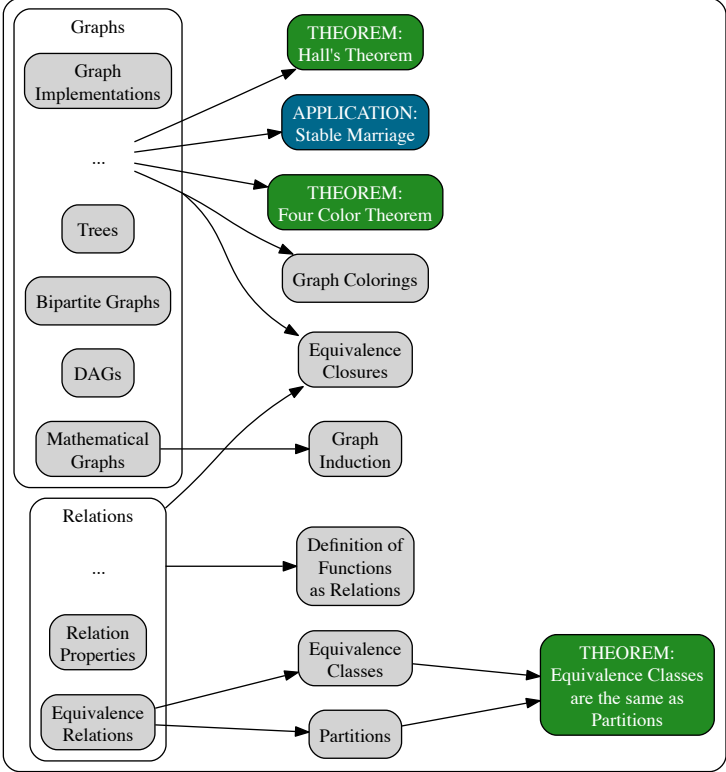 Graphs
Graph
Implementations
...
Trees
Bipartite Graphs
DAGs
Mathematical
Graphs
THEOREM:
Hall's Theorem
APPLICATION:
Stable Marriage
THEOREM:
Four Color Theorem
Graph Colorings
Equivalence
Closures
Graph
Induction
Relations
...
Relation
Properties
Equivalence
Relations
Definition of
Functions
as Relations
Equivalence
Classes
Partitions
THEOREM:
Equivalence Classes
are the same as
Partitions